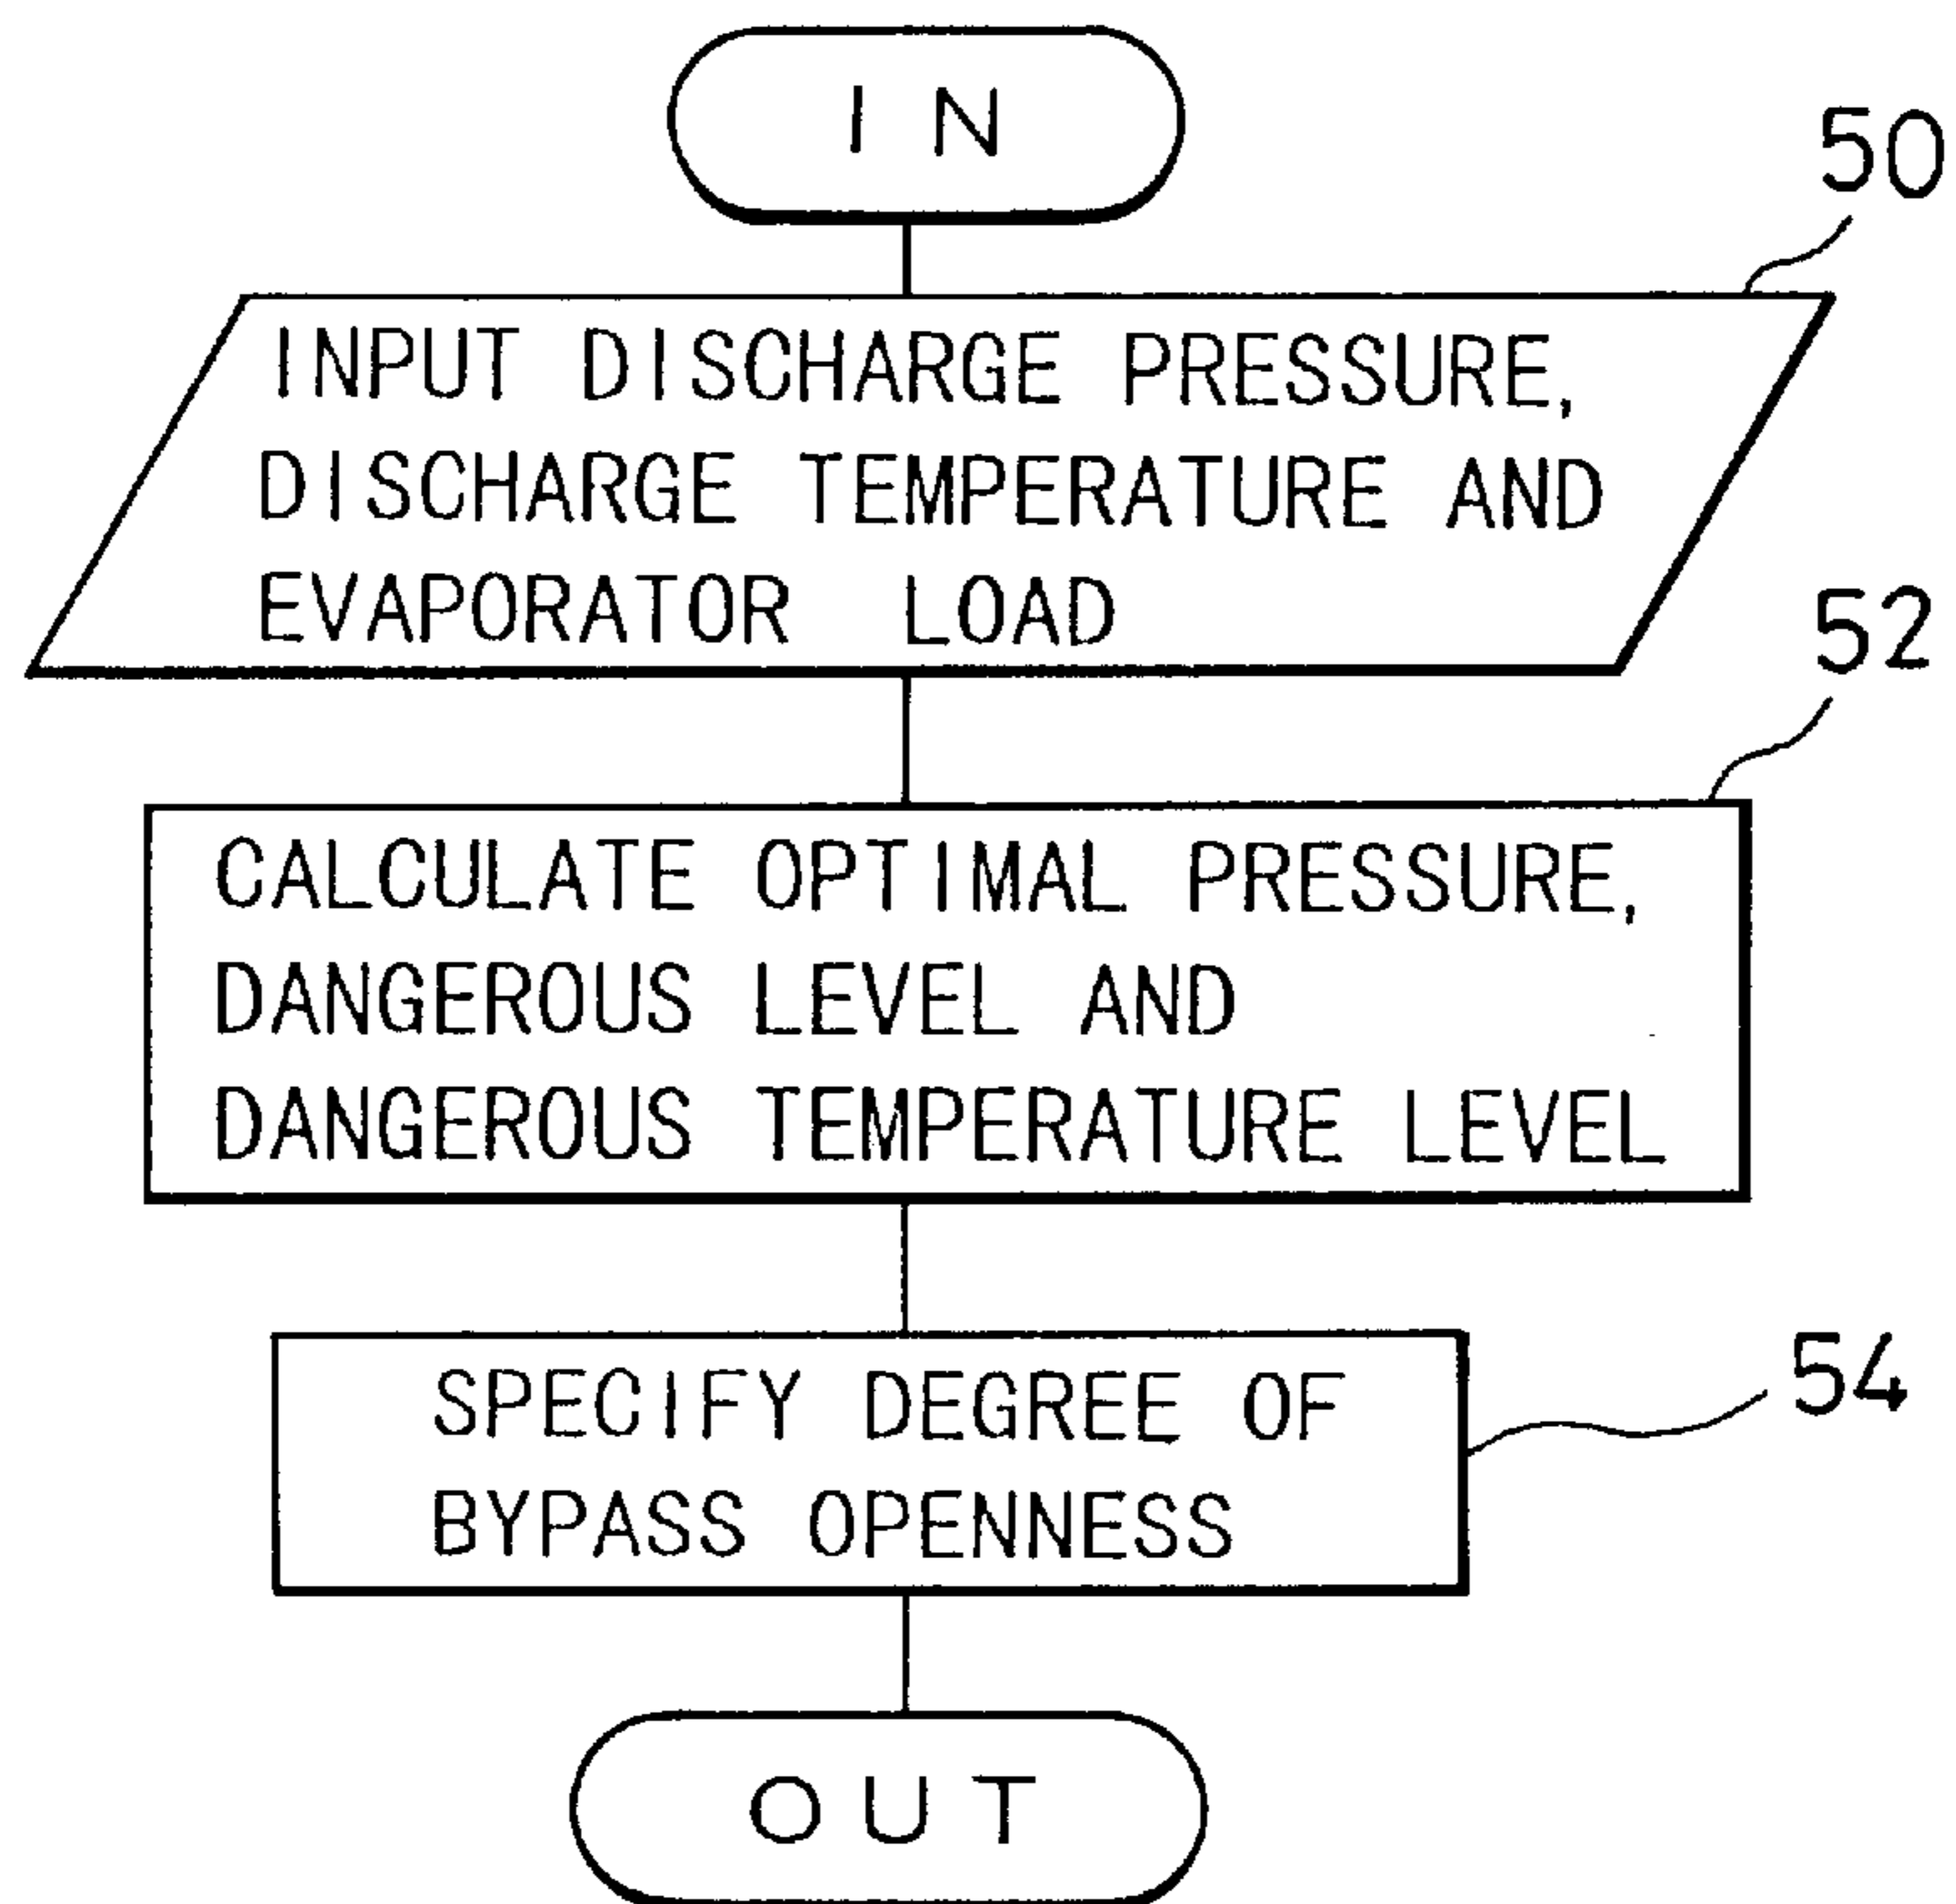 IN
50
INPUT DISCHARGE PRESSURE,
DISCHARGE TEMPERATURE AND
EVAPORATOR LOAD
52
CALCULATE OPTIMAL PRESSURE,
DANGEROUS LEVEL AND
DANGEROUS TEMPERATURE LEVEL
SPECIFY DEGREE OF
BYPASS OPENNESS
54
OUT